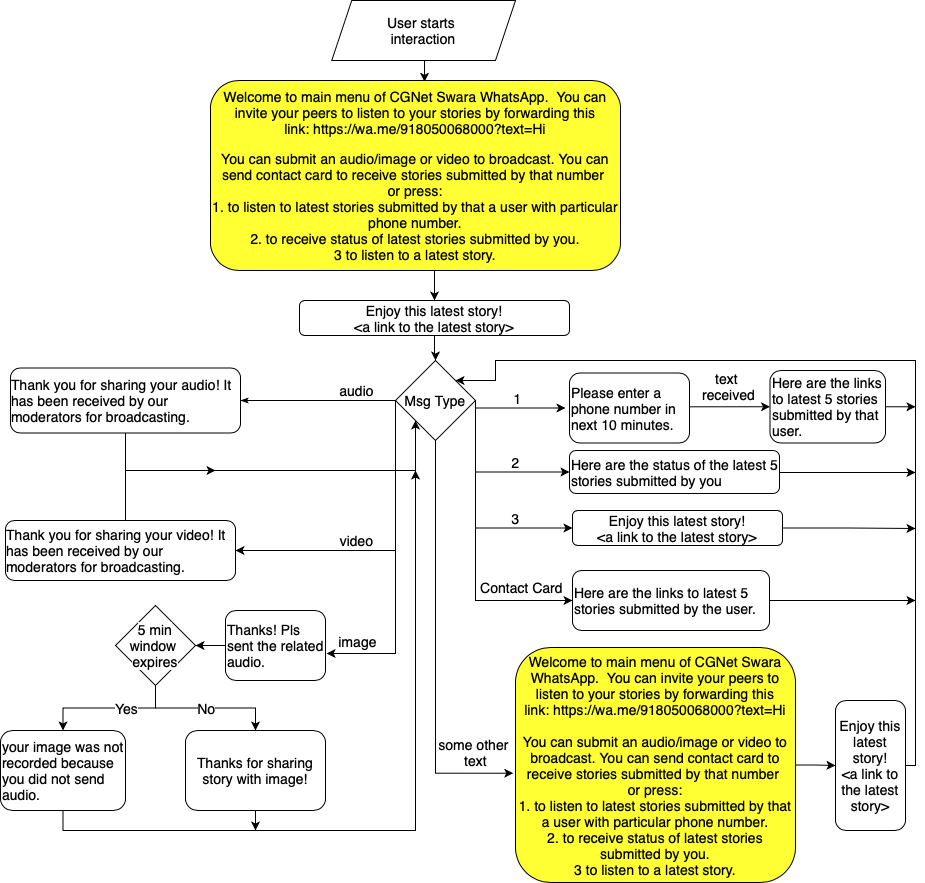 User starts
interaction
Welcome to main menu of CGNet Swara WhatsApp.  You can
invite your peers to listen to your stories by forwarding this
link: https://wa.me/918050068000?text=Hi
You can submit an audio/image or video to broadcast. You can
send contact card to receive stories submitted by that number
or press:
1. to listen to latest stories submitted by that a user with particular
phone number.
2. to receive status of latest stories submitted by you.
3 to listen to a latest story.
Enjoy this latest story!
<a link to the latest story>
Msg Type
audio
Thank you for sharing your audio! It
has been received by our
moderators for broadcasting.
video
Thank you for sharing your video! It
has been received by our
moderators for broadcasting.
image
Thanks! Pls
sent the related
audio.
5 min
window
expires
Yes
No
your image was not
recorded because
you did not send
audio.
Thanks for sharing
story with image!
1
Please enter a
phone number in
next 10 minutes.
text
received
Here are the links
to latest 5 stories
submitted by that
user.
2
Here are the status of the latest 5
stories submitted by you
3
Enjoy this latest story!
<a link to the latest story>
Contact Card
Here are the links to latest 5
stories submitted by the user.
some other
text
Welcome to main menu of CGNet Swara
WhatsApp.  You can invite your peers to
listen to your stories by forwarding this
link: https://wa.me/918050068000?text=Hi
You can submit an audio/image or video to
broadcast. You can send contact card to
receive stories submitted by that number
or press:
1. to listen to latest stories submitted by that
a user with particular phone number.
2. to receive status of latest stories
submitted by you.
3 to listen to a latest story.
Enjoy this
latest
story!
<a link to
the latest
story>